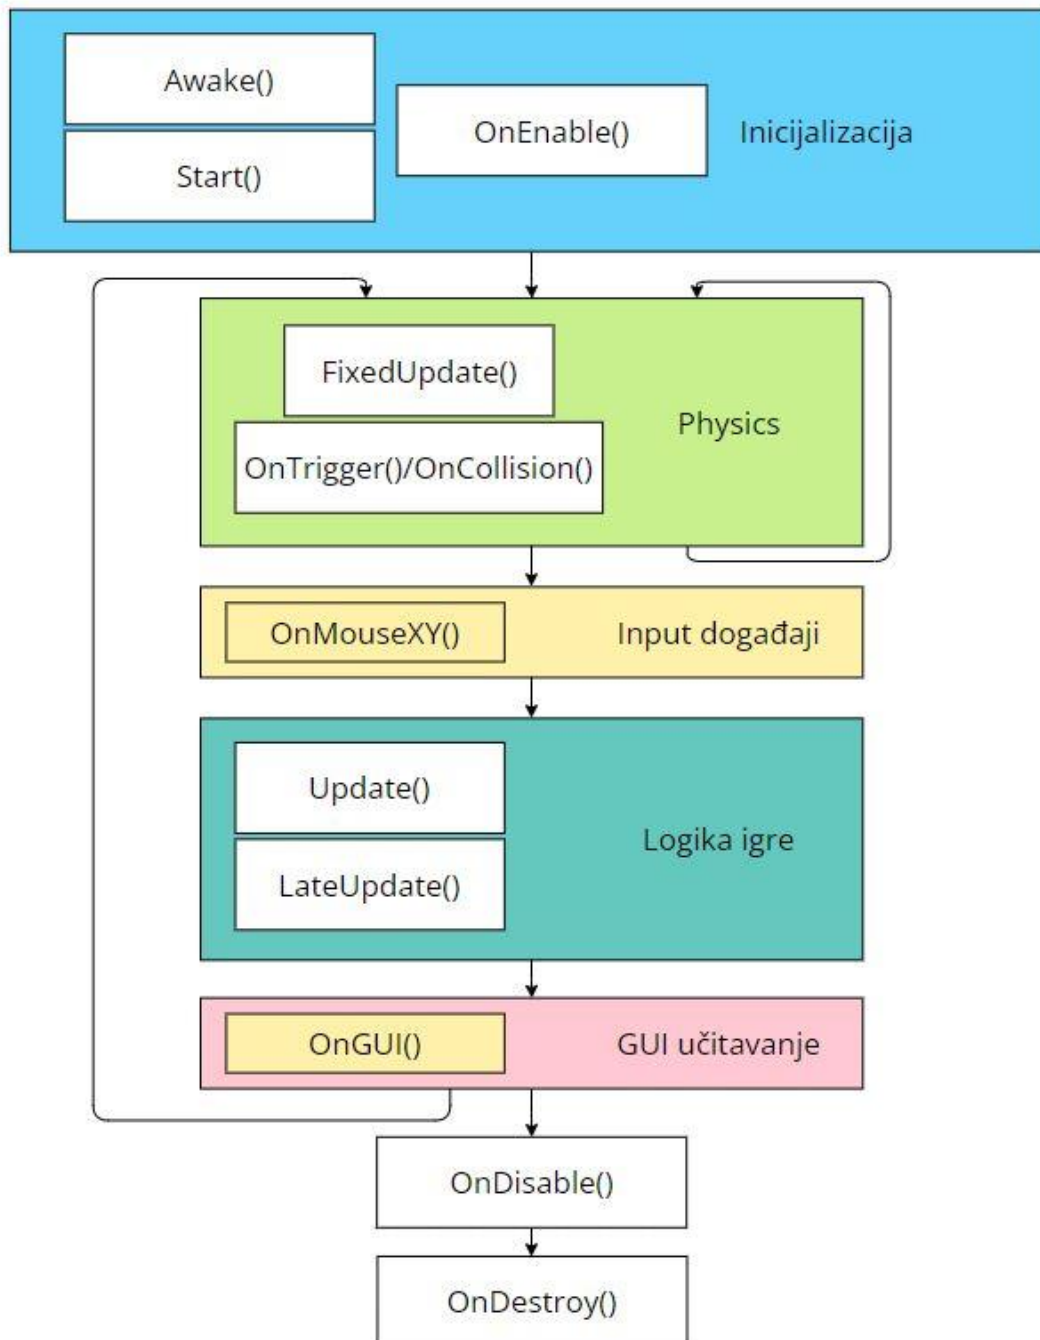 Awake()
OnEnable()
Inicijalizacija
Start()
FixedUpdate()
Physics
OnTrigger()/OnCollision()
OnMouseXY()
Input događaji
Update()
Logika igre
LateUpdate()
OnGUI()
GUI učitavanje
OnDisable()
OnDestroy()